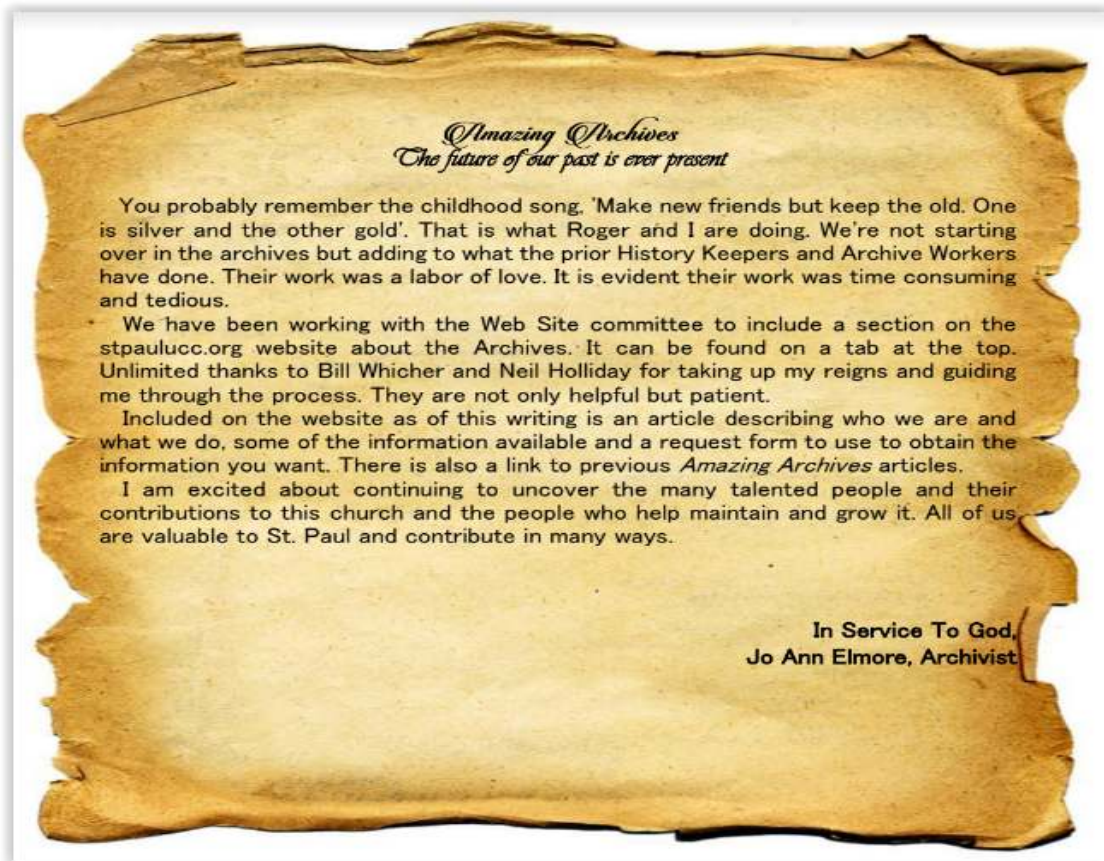 Amazing Archives
The future of our past is ever present
You probably remember the childhood song, 'Make new friends but keep the old. One
is silver and the other gold'. That is what Roger and I are doing. We're not starting
over in the archives but adding to what the prior History Keepers and Archive Workers
have done. Their work was a labor of love. It is evident their work was time consuming
and tedious.
We have been working with the Web Site committee to include a section on the
stpaulucc.org website about the Archives. It can be found on a tab at the top.
Unlimited thanks to Bill Whicher and Neil Holliday for taking up my reigns and guiding
me through the process. They are not only helpful but patient.
Included on the website as of this writing is an article describing who we are and
what we do, some of the information available and a request form to use to obtain the
information you want. There is also a link to previous Amazing Archives articles.
I am excited about continuing to uncover the many talented people and their
contributions to this church and the people who help maintain and grow it. All of us
are valuable to St. Paul and contribute in many ways.
In Service To God,
Jo Ann Elmore, Archivist